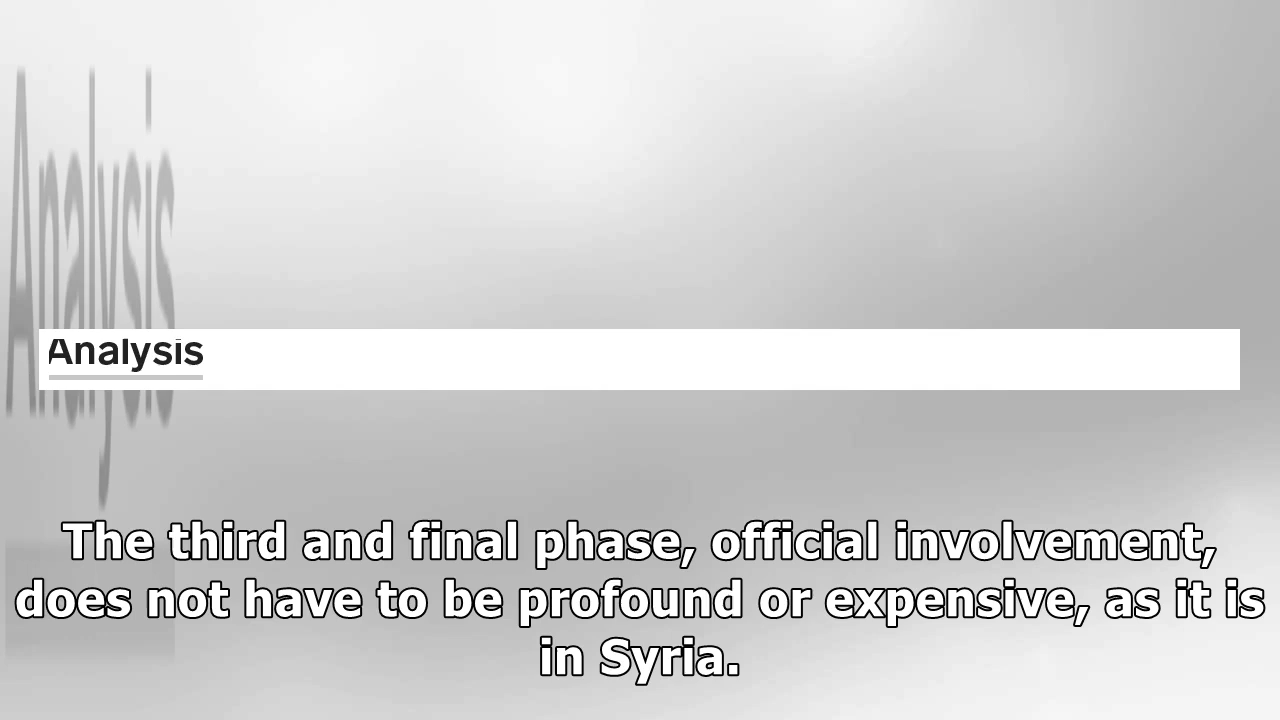 Analysis
Analysis
The third and final phase, official involvement,
does not have to be profound or expensive, as it is
in Syria.